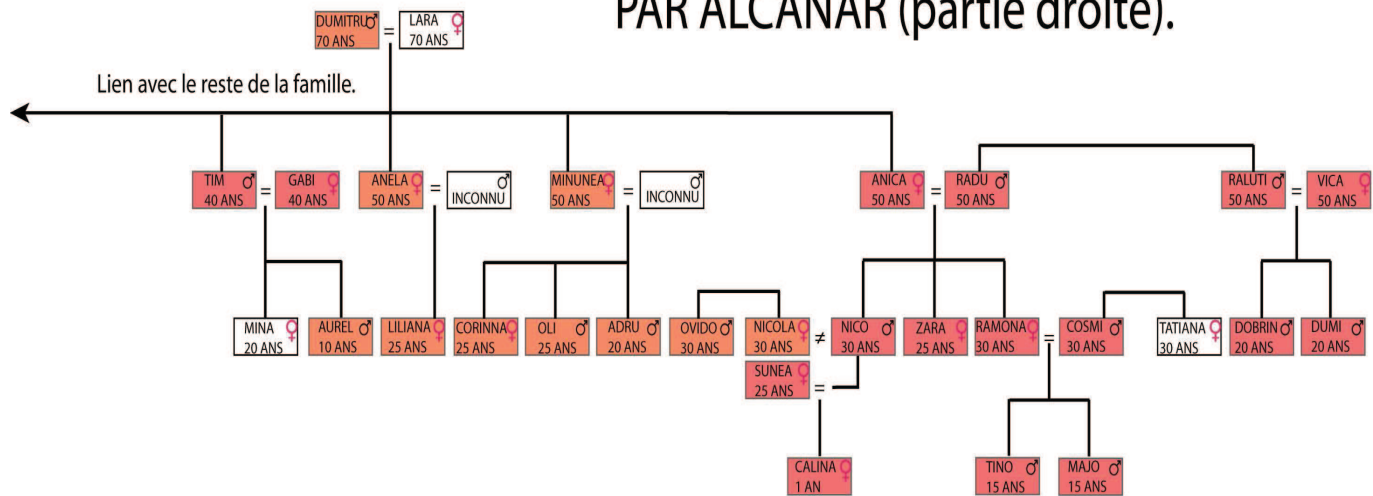 PAR ALCANAR (partie droite).
DUMITRU♂
70 ANS
=
LARA ♀
70 ANS
Lien avec le reste de la famille.
TIM ♂
40 ANS
=
GABI ♀
40 ANS
ANELA ♀
50 ANS
=
♂
INCONNU
MINUNEA♀
50 ANS
=
♂
INCONNU
ANICA ♀
50 ANS
=
RADU ♂
50 ANS
RALUTI ♂
50 ANS
=
VICA ♀
50 ANS
MINA ♀
20 ANS
AUREL ♂
10 ANS
LILIANA ♀
25 ANS
CORINNA♀
25 ANS
OLI ♂
25 ANS
ADRU ♂
20 ANS
OVIDO ♂
30 ANS
NICOLA ♀
30 ANS
≠
NICO ♂
30 ANS
ZARA ♀
25 ANS
RAMONA♀
30 ANS
=
COSMI ♂
30 ANS
TATIANA ♀
30 ANS
DOBRIN ♂
20 ANS
DUMI ♂
20 ANS
SUNEA ♀
25 ANS
=
CALINA ♀
1 AN
TINO ♂
15 ANS
MAJO ♂
15 ANS